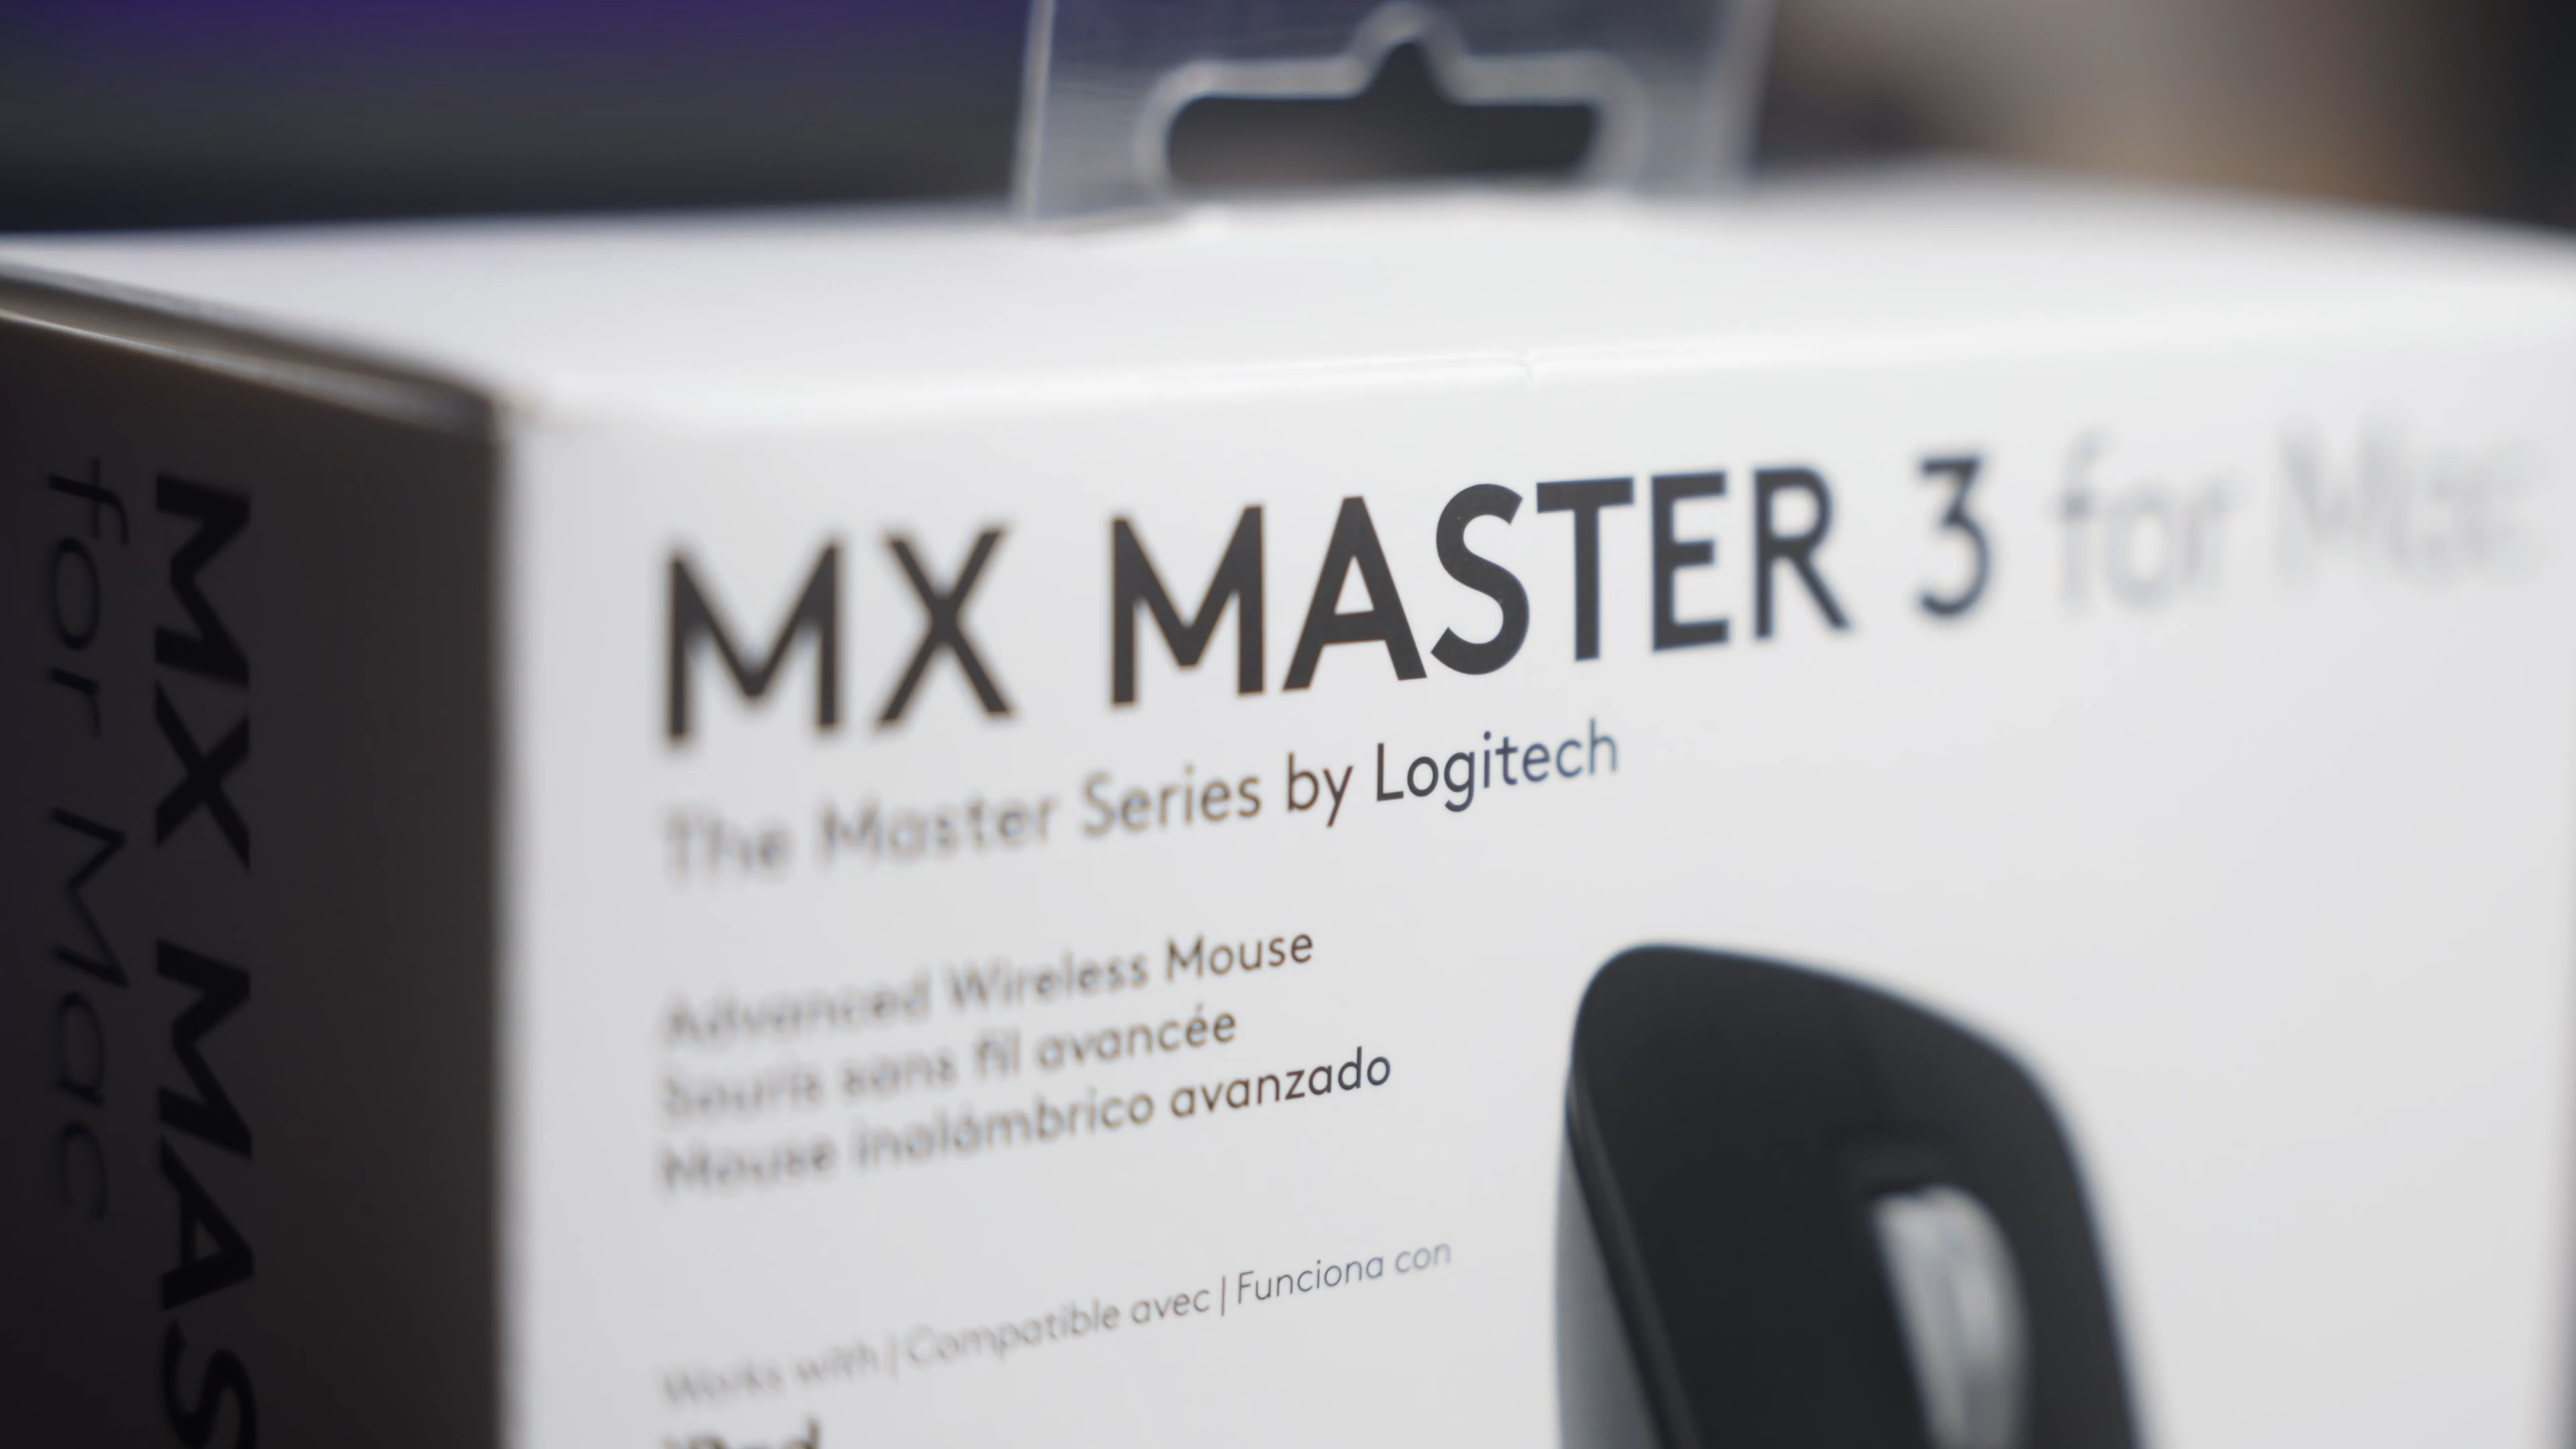 MX MASTER 3 for Mac
The Master Series by Logitech
Advanced Wireless Mouse
Souris sans fil avancée
Mouse inalámbrico avanzado
Works with | Compatible avec | Funciona con
iPad
MX MAS
for Mac